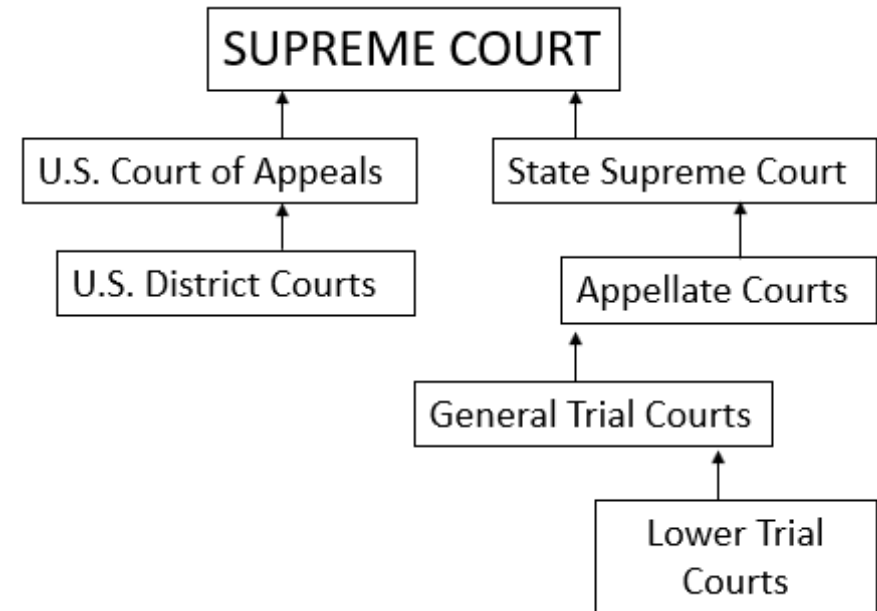 SUPREME COURT
U.S. Court of Appeals
State Supreme Court
U.S. District Courts
Appellate Courts
General Trial Courts
Lower Trial
Courts